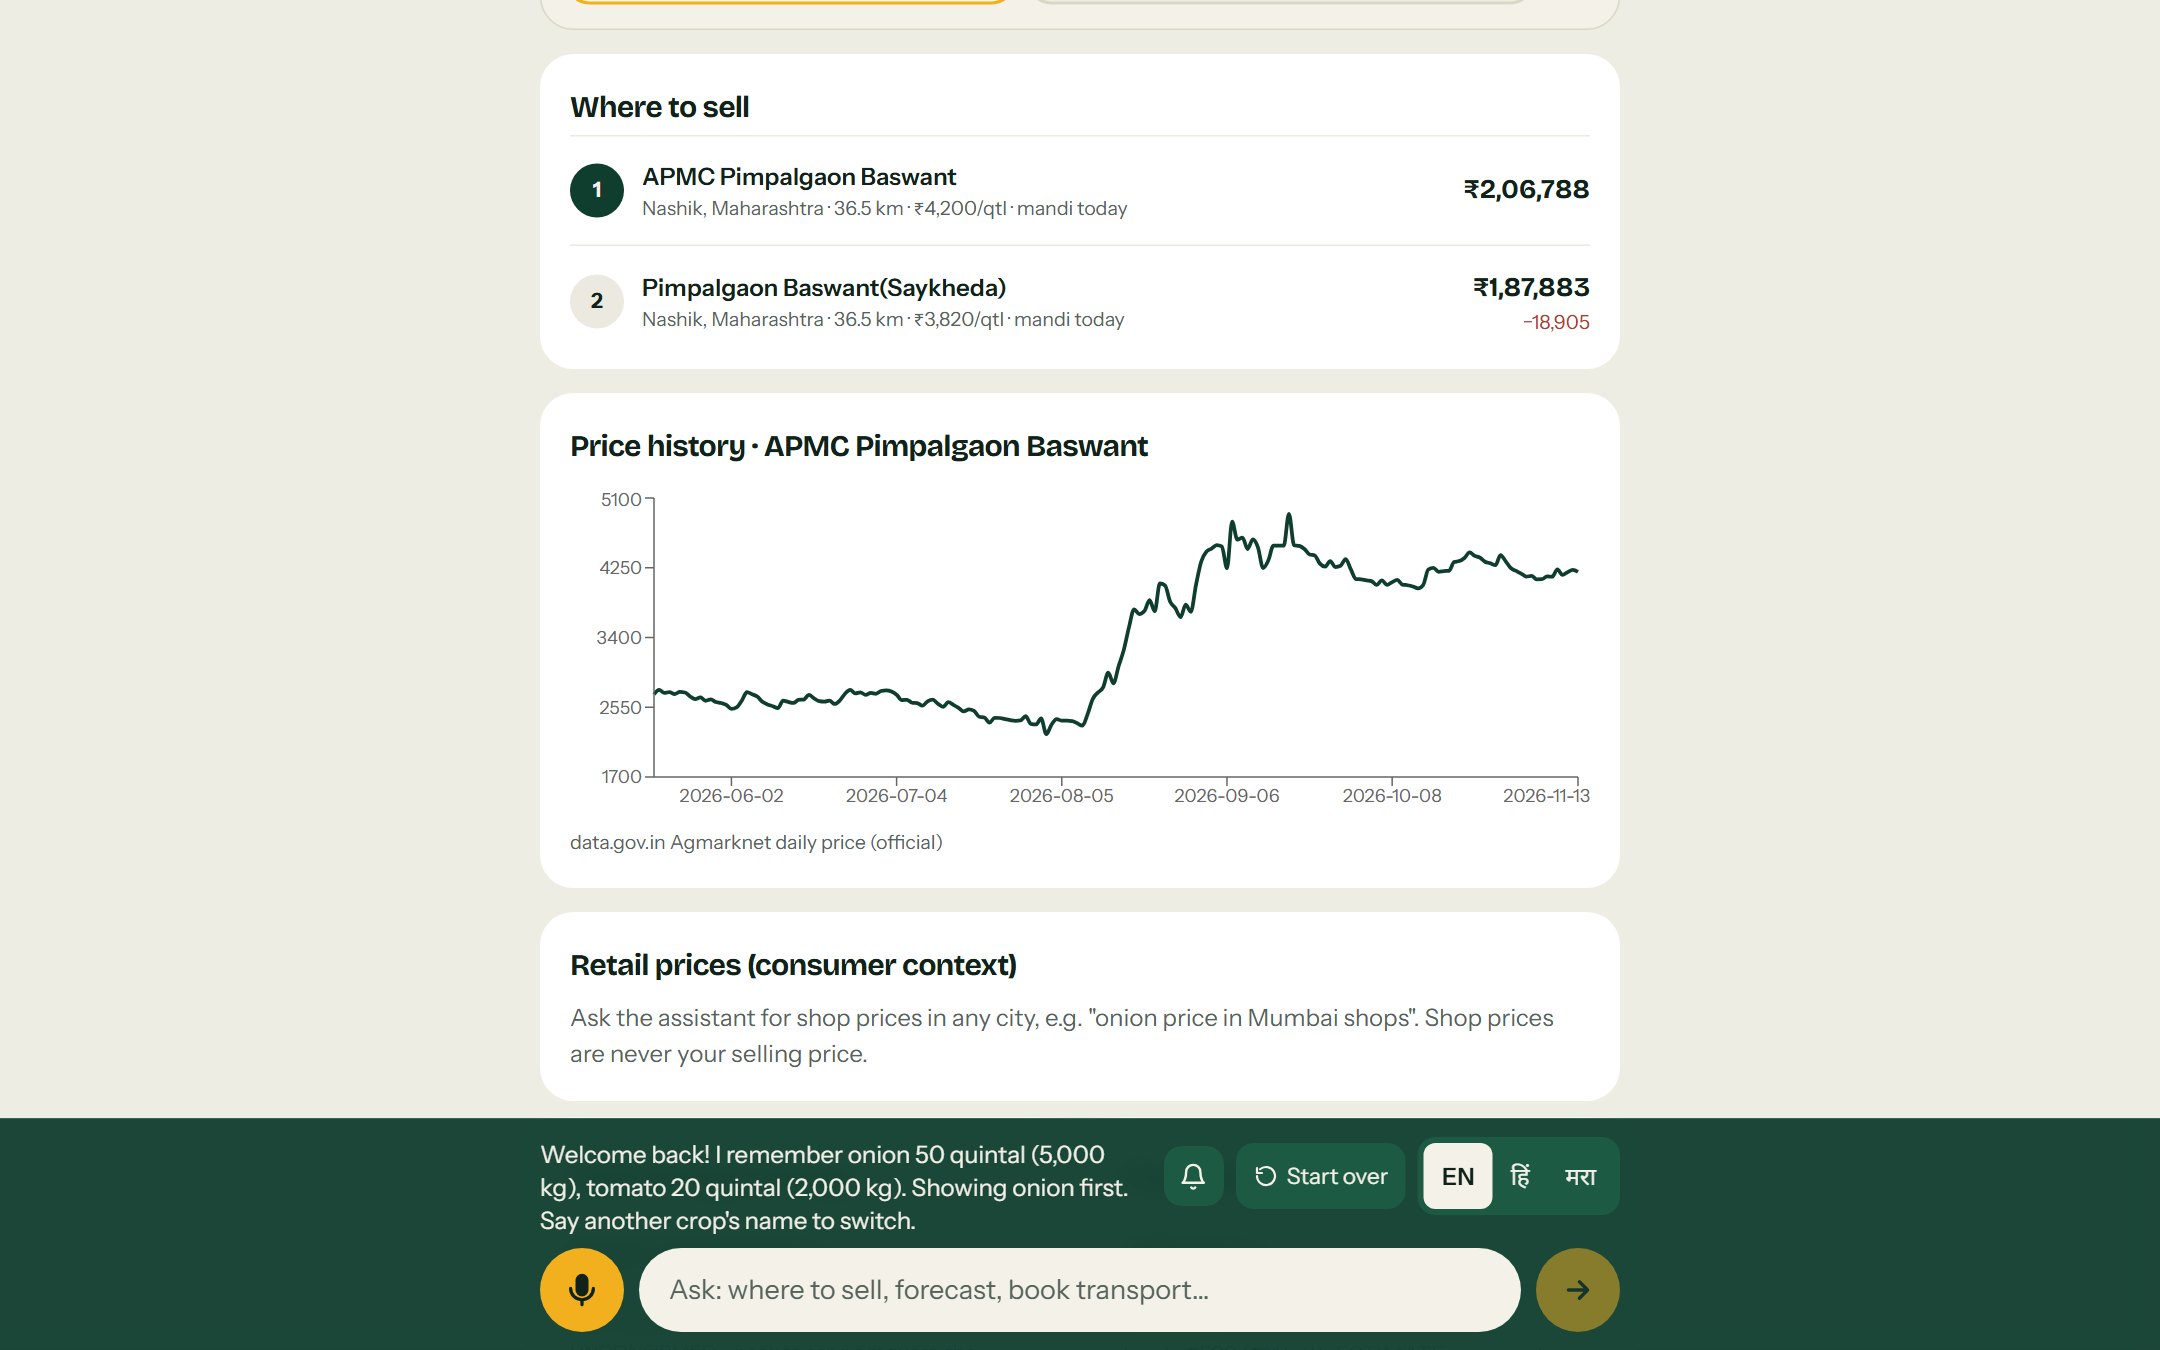 Where to sell
1
APMC Pimpalgaon Baswant
₹2,06,788
Nashik, Maharashtra · 36.5 km · ₹4,200/qtl · mandi today
2
Pimpalgaon Baswant(Saykheda)
₹1,87,883
Nashik, Maharashtra · 36.5 km · ₹3,820/qtl · mandi today
−18,905
Price history · APMC Pimpalgaon Baswant
5100
4250
3400
2550
1700
2026-06-02 2026-07-04 2026-08-05 2026-09-06 2026-10-08 2026-11-13
data.gov.in Agmarknet daily price (official)
Retail prices (consumer context)
Ask the assistant for shop prices in any city, e.g. "onion price in Mumbai shops". Shop prices
are never your selling price.
Welcome back! I remember onion 50 quintal (5,000
kg), tomato 20 quintal (2,000 kg). Showing onion first.
Say another crop's name to switch.
Start over
EN हिं मरा
Ask: where to sell, forecast, book transport...